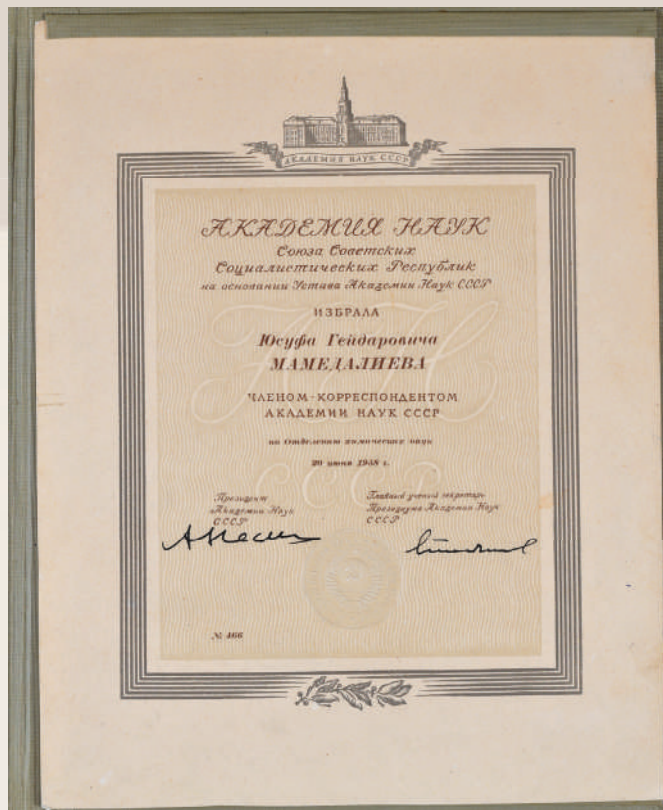 АКАДЕМИЯ НАУК СССР
АКАДЕМИЯ НАУК
Союза Советских
Социалистических Республик
на основании Устава Академии Наук СССР
ИЗБРАЛА
Юсуфа Гейдаровича
МАМЕДАЛИЕВА
ЧЛЕНОМ-КОРРЕСПОНДЕНТОМ
АКАДЕМИИ НАУК СССР
по Отделению химических наук
20 июня 1958 г.
Президент
Академии Наук
СССР
Главный ученый секретарь
Президиума Академии Наук
СССР
АН
СССР
№ 466